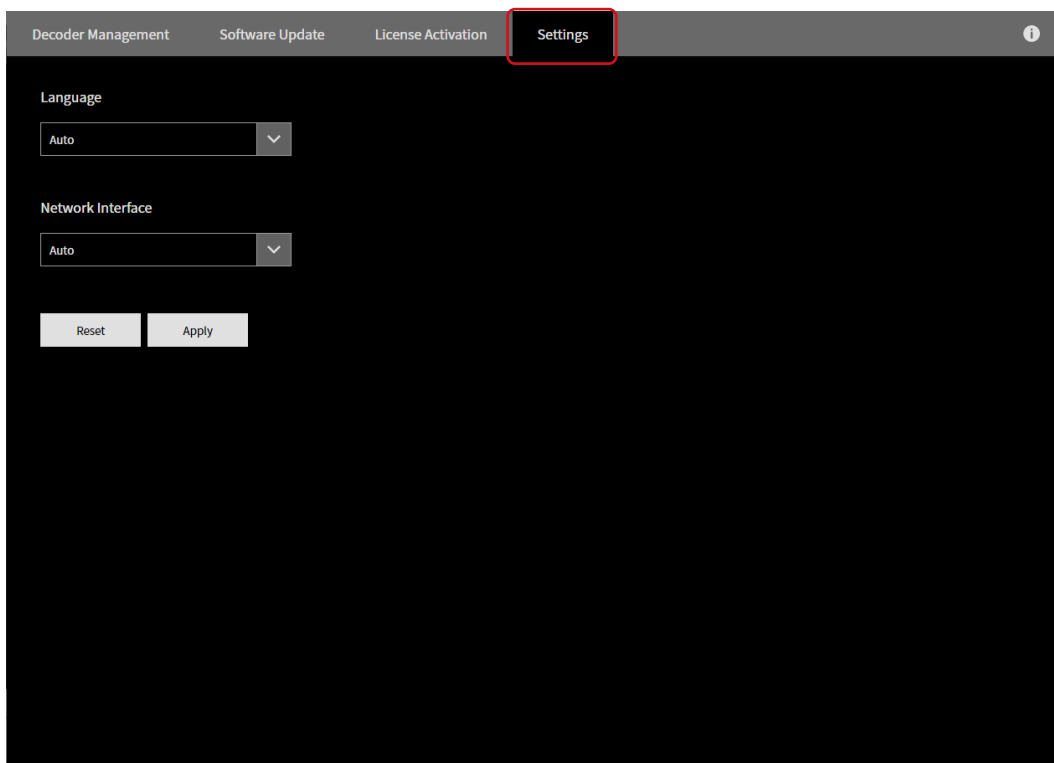 Decoder Management Software Update License Activation Settings
Language
Auto
Network Interface
Auto
Reset Apply